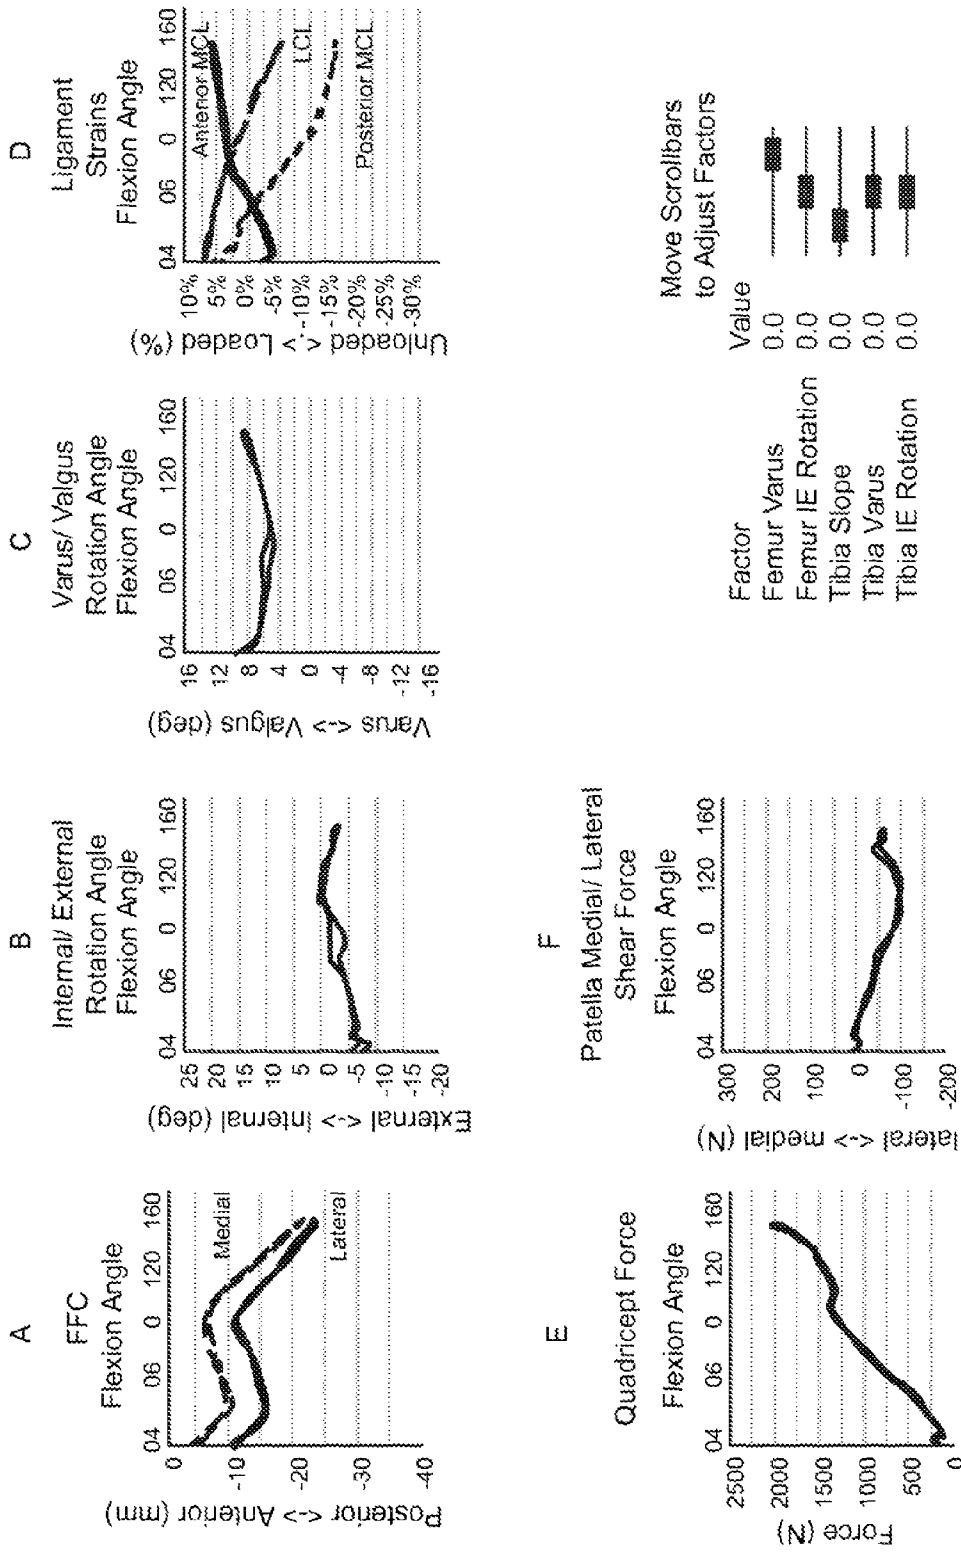 A
FFC
Flexion Angle
04 06 0 120 160
Posterior <-> Anterior (mm)
0
-10
-20
-30
-40
Medial
Lateral
B
Internal/ External
Rotation Angle
Flexion Angle
04 06 0 120 160
External <-> Internal (deg)
25
20
15
10
5
0
-5
-10
-15
-20
C
Varus/ Valgus
Rotation Angle
Flexion Angle
04 06 0 120 160
Varus <-> Valgus (deg)
16
12
8
4
0
-4
-8
-12
-16
D
Ligament
Strains
Flexion Angle
04 06 0 120 160
Unloaded <-> Loaded (%)
10%
5%
0%
-5%
-10%
-15%
-20%
-25%
-30%
Anterior MCL
LCL
Posterior MCL
E
Quadricept Force
Flexion Angle
04 06 0 120 160
Force (N)
2500
2000
1500
1000
500
0
F
Patella Medial/ Lateral
Shear Force
Flexion Angle
04 06 0 120 160
lateral <-> medial (N)
300
200
100
0
-100
-200
Move Scrollbars
to Adjust Factors
Factor Value
Femur Varus 0.0
Femur IE Rotation 0.0
Tibia Slope 0.0
Tibia Varus 0.0
Tibia IE Rotation 0.0